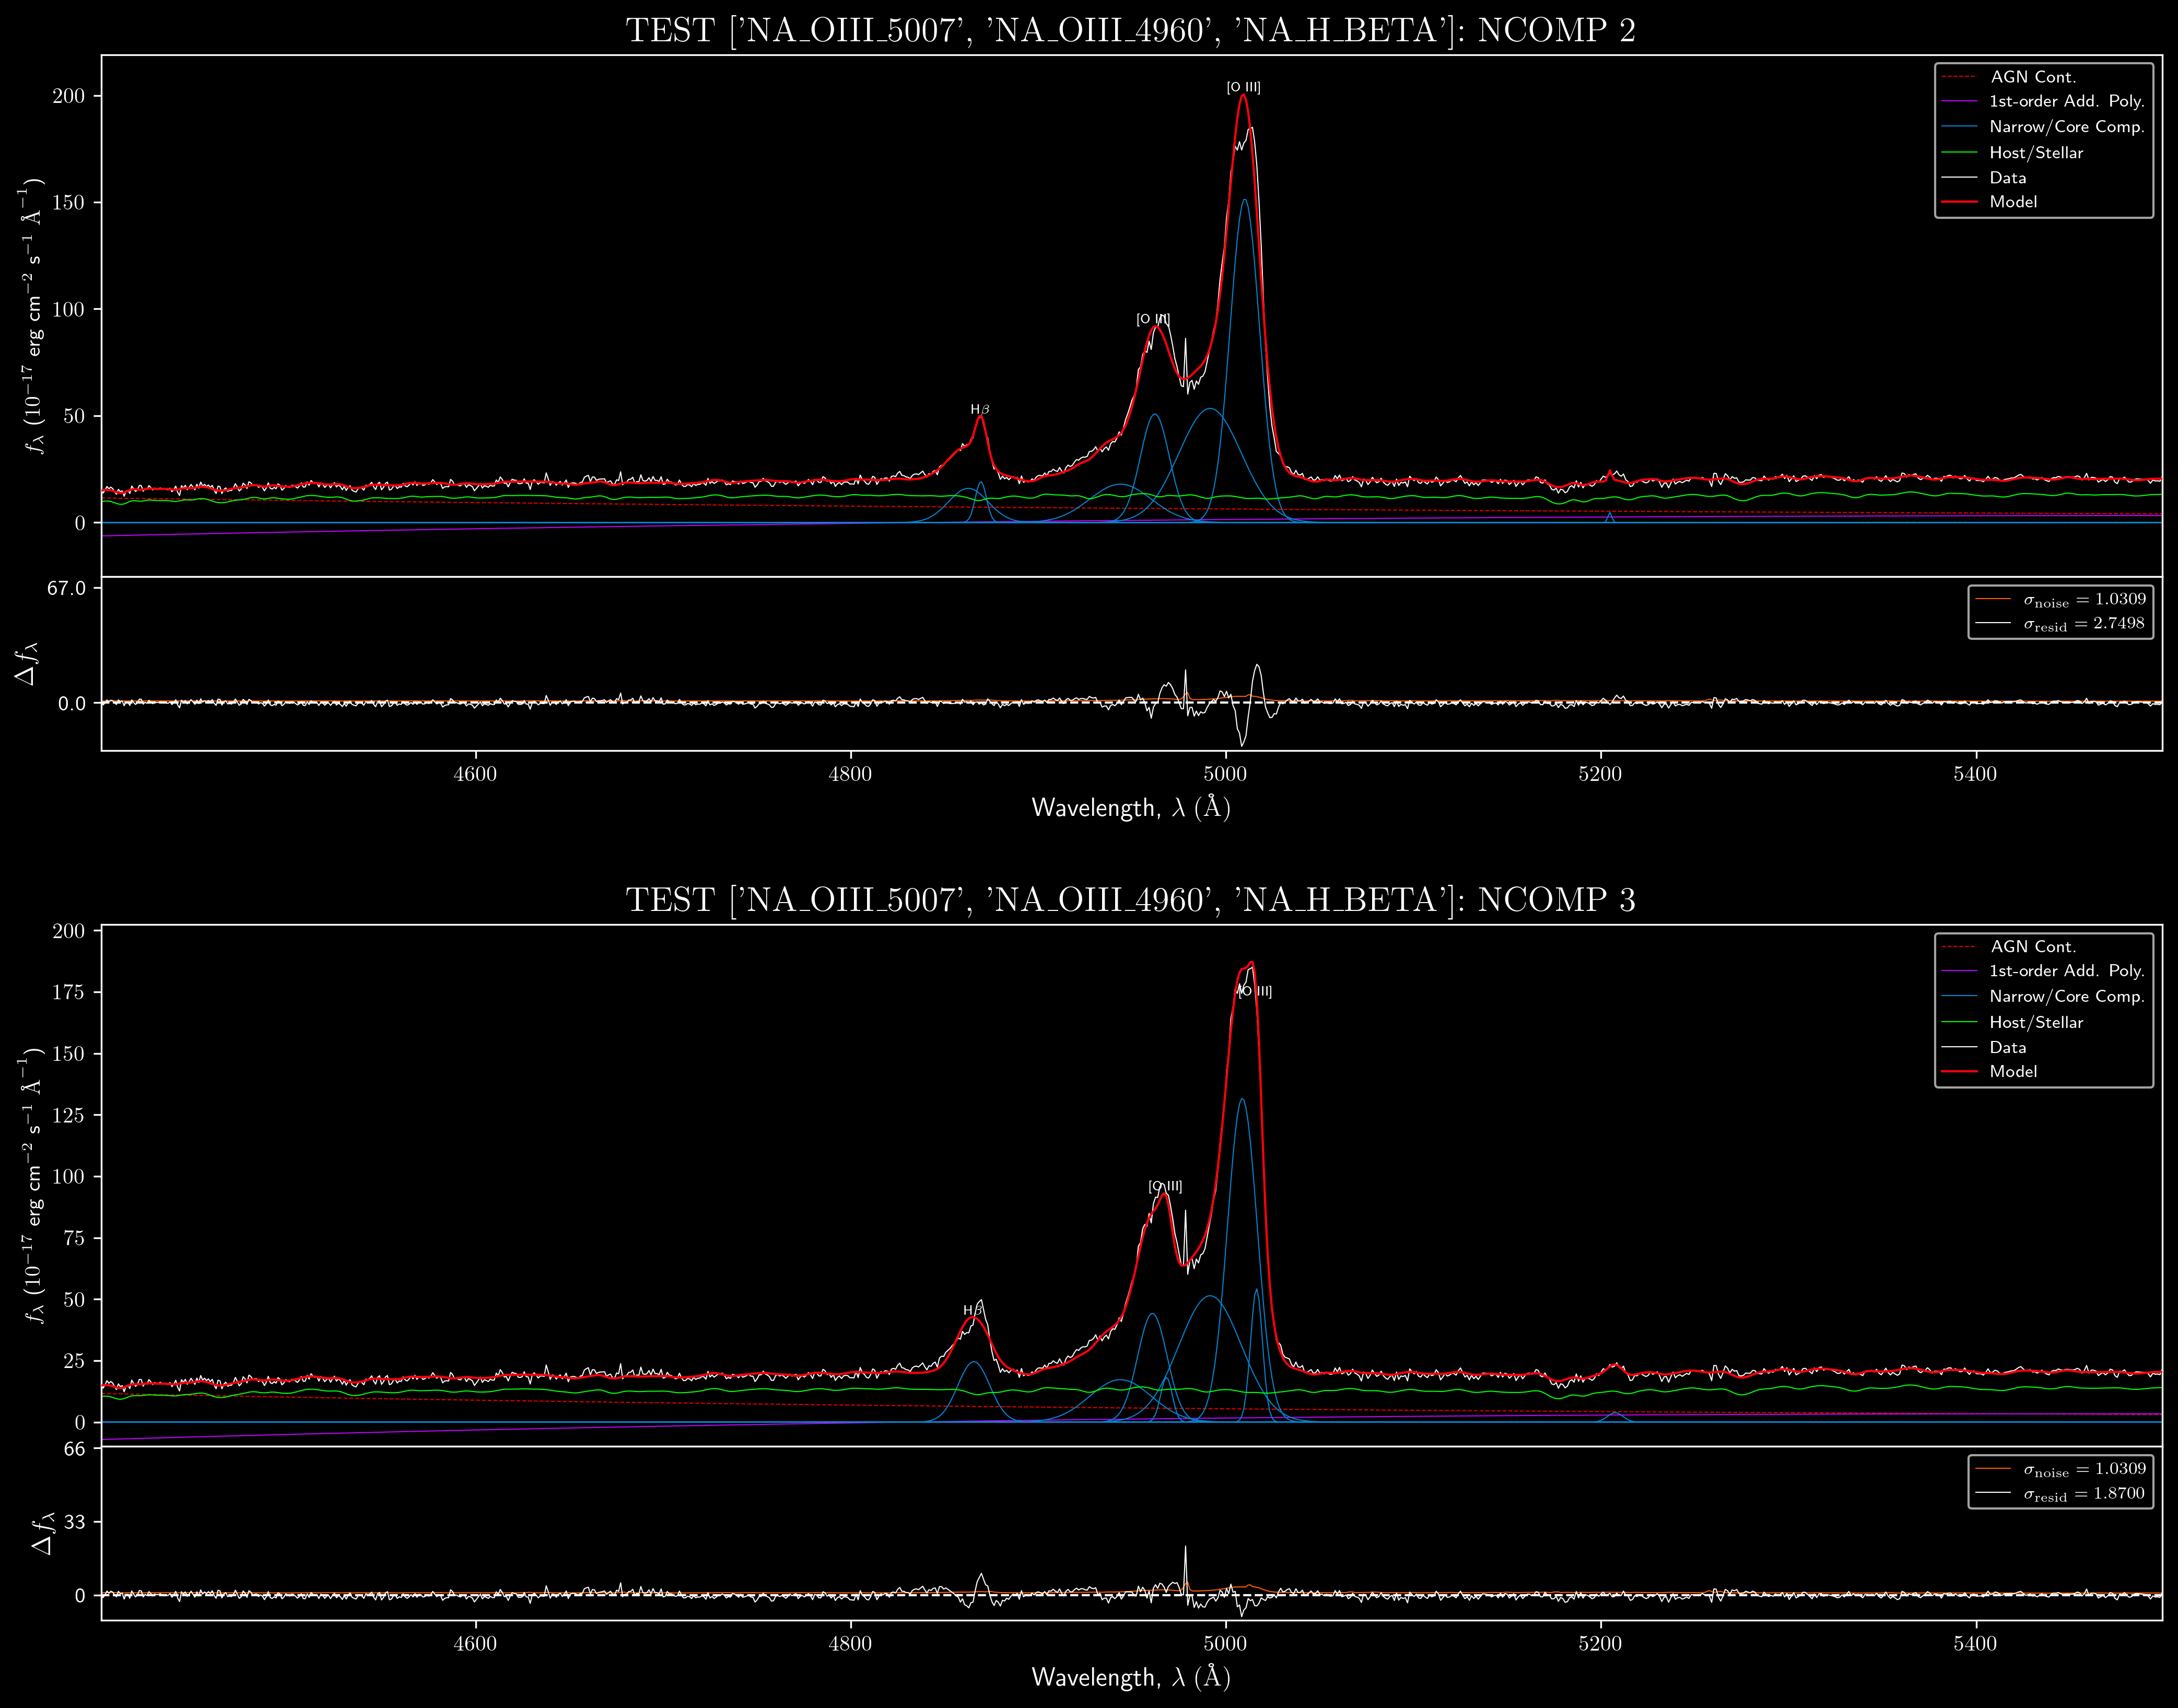 TEST ['NA_OIII_5007', 'NA_OIII_4960', 'NA_H_BETA']: NCOMP 2
fλ (10⁻¹⁷ erg cm⁻² s⁻¹ Å⁻¹)
200
150
100
50
0
[O III]
[O III]
Hβ
AGN Cont.
1st-order Add. Poly.
Narrow/Core Comp.
Host/Stellar
Data
Model
Δfλ
67.0
0.0
σnoise = 1.0309
σresid = 2.7498
4600 4800 5000 5200 5400
Wavelength, λ (Å)
TEST ['NA_OIII_5007', 'NA_OIII_4960', 'NA_H_BETA']: NCOMP 3
fλ (10⁻¹⁷ erg cm⁻² s⁻¹ Å⁻¹)
200
175
150
125
100
75
50
25
0
[O III]
[O III]
Hβ
AGN Cont.
1st-order Add. Poly.
Narrow/Core Comp.
Host/Stellar
Data
Model
Δfλ
66
33
0
σnoise = 1.0309
σresid = 1.8700
4600 4800 5000 5200 5400
Wavelength, λ (Å)